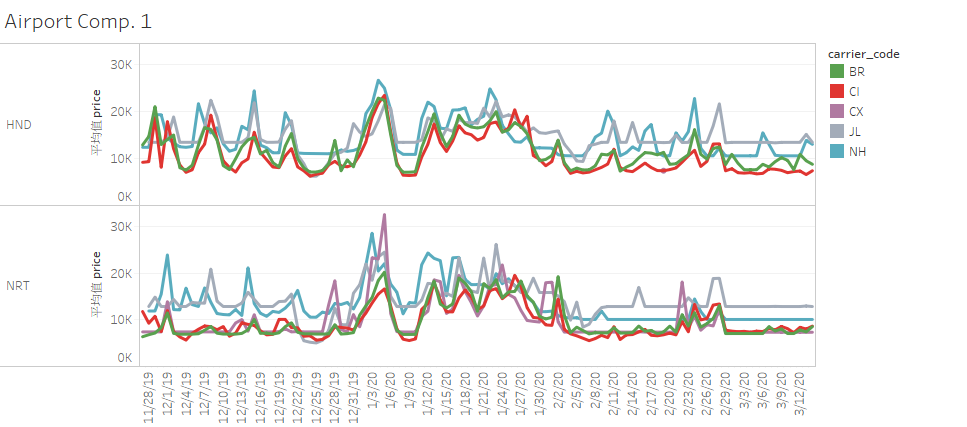 Airport Comp. 1
carrier_code
BR
CI
CX
JL
NH
HND
平均值 price
30K
20K
10K
0K
NRT
平均值 price
30K
20K
10K
0K
11/28/19
12/1/19
12/4/19
12/7/19
12/10/19
12/13/19
12/16/19
12/19/19
12/22/19
12/25/19
12/28/19
12/31/19
1/3/20
1/6/20
1/9/20
1/12/20
1/15/20
1/18/20
1/21/20
1/24/20
1/27/20
1/30/20
2/2/20
2/5/20
2/8/20
2/11/20
2/14/20
2/17/20
2/20/20
2/23/20
2/26/20
2/29/20
3/3/20
3/6/20
3/9/20
3/12/20